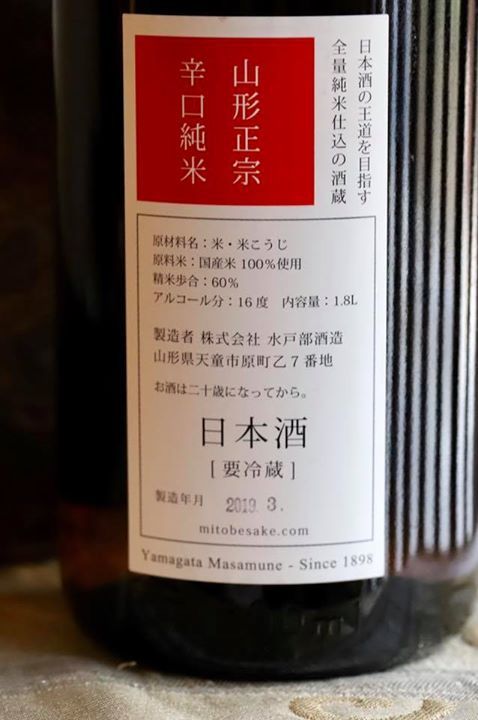 日本酒の王道を目指す
全量純米仕込の酒蔵
山形正宗
辛口純米
原材料名：米・米こうじ
原料米：国産米100％使用
精米歩合：60％
アルコール分：16度　内容量：1.8L
製造者 株式会社 水戸部酒造
山形県天童市原町乙7番地
お酒は二十歳になってから。
日本酒
［要冷蔵］
製造年月 2019. 3.
mitobesake.com
Yamagata Masamune - Since 1898